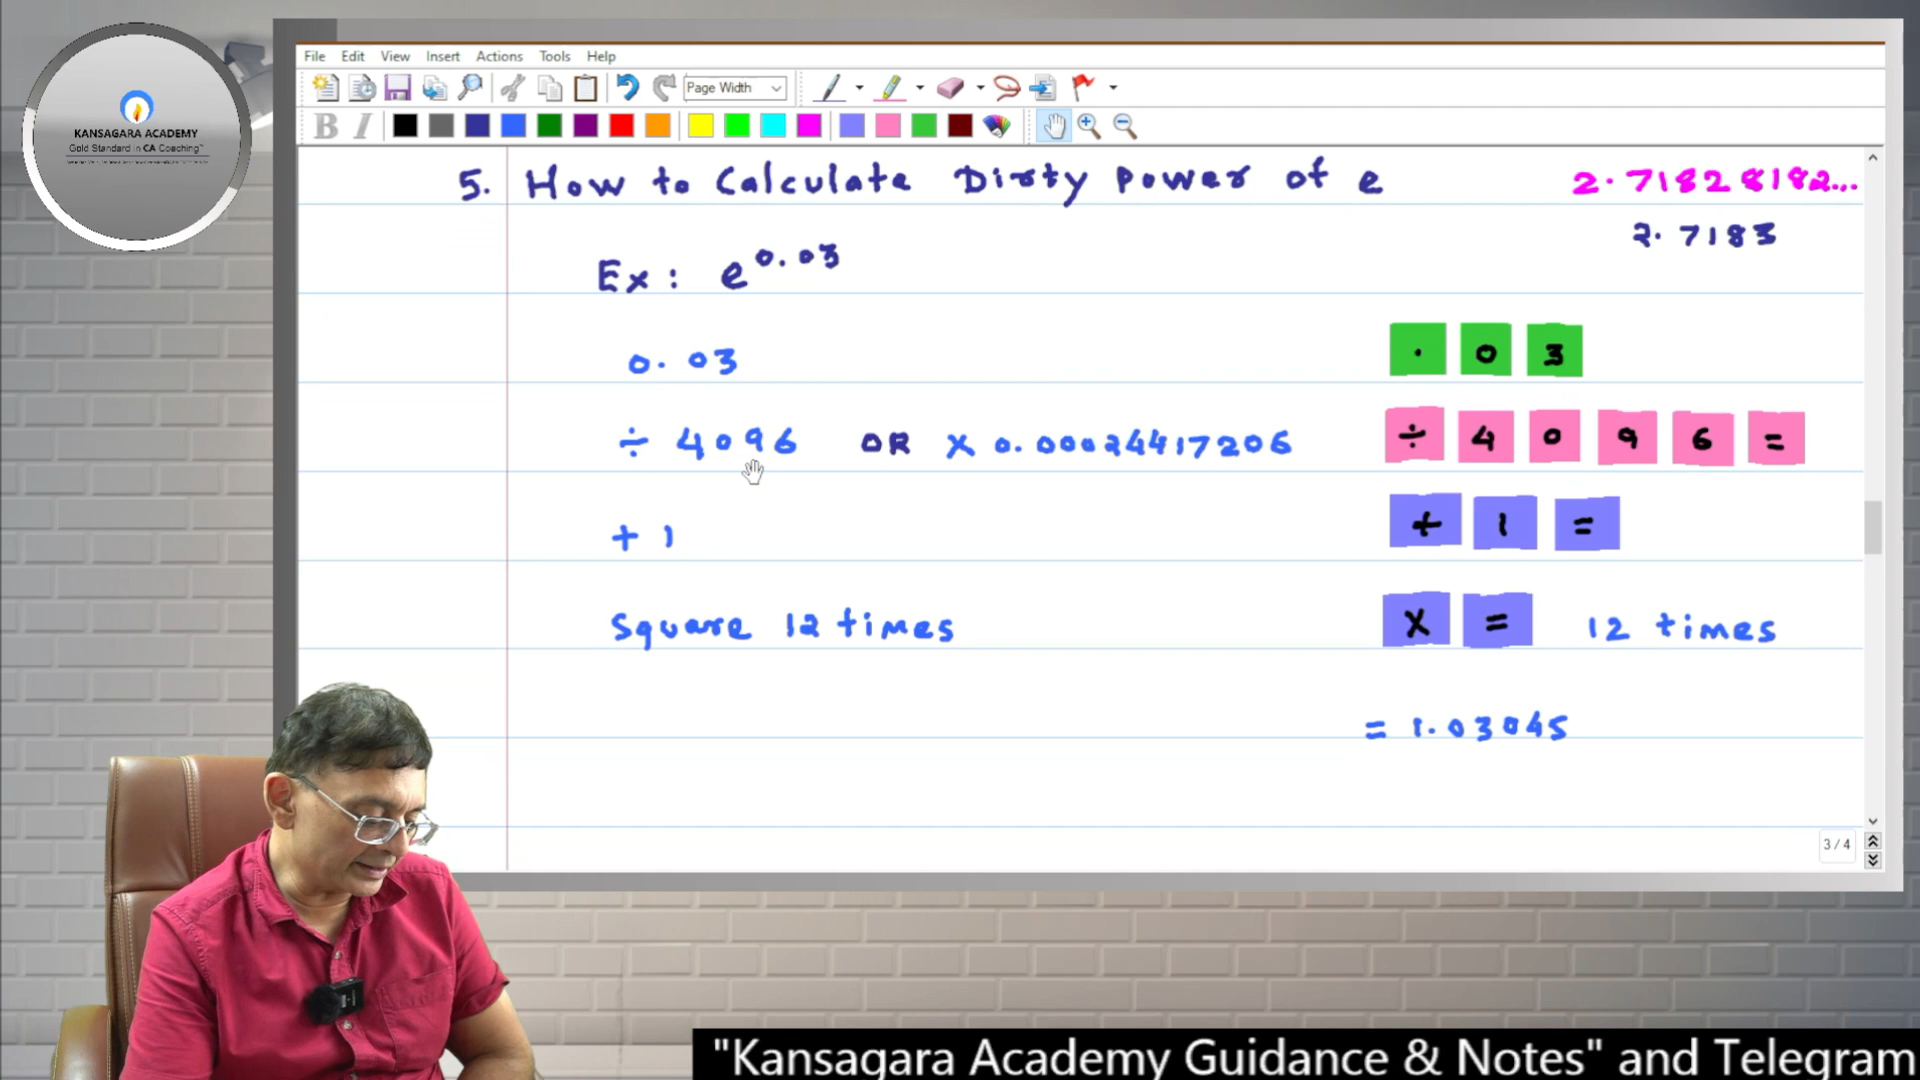 KANSAGARA ACADEMY
Gold Standard in CA Coaching™
File Edit View Insert Actions Tools Help
Page Width
B I
5. How to Calculate Dirty Power of e 2.71828182...
2.7183
Ex: e^0.03
0.03 . 0 3
÷ 4096 OR x 0.00024417206 ÷ 4 0 9 6 =
+ 1 + 1 =
Square 12 times x = 12 times
= 1.03045
3 / 4
"Kansagara Academy Guidance & Notes" and Telegram